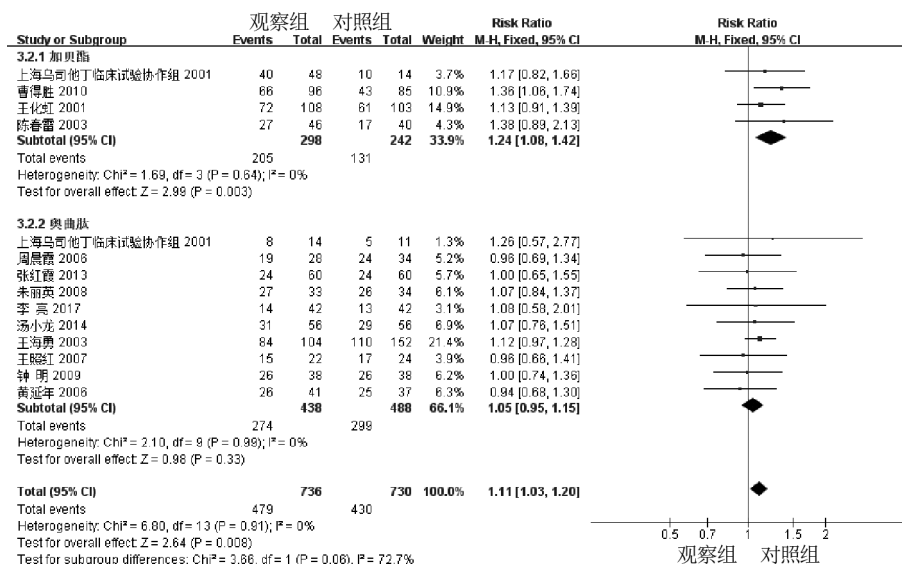 观察组 对照组 Risk Ratio Risk Ratio
Study or Subgroup Events Total Events Total Weight M-H, Fixed, 95% CI M-H, Fixed, 95% CI
3.2.1 加贝酯
上海乌司他丁临床试验协作组 2001 40 48 10 14 3.7% 1.17 [0.82, 1.66]
曹得胜 2010 66 96 43 85 10.9% 1.36 [1.06, 1.74]
王化虹 2001 72 108 61 103 14.9% 1.13 [0.91, 1.39]
陈春雷 2003 27 46 17 40 4.3% 1.38 [0.89, 2.13]
Subtotal (95% CI) 298 242 33.9% 1.24 [1.08, 1.42]
Total events 205 131
Heterogeneity: Chi² = 1.69, df = 3 (P = 0.64); I² = 0%
Test for overall effect: Z = 2.99 (P = 0.003)
3.2.2 奥曲肽
上海乌司他丁临床试验协作组 2001 8 14 5 11 1.3% 1.26 [0.57, 2.77]
周晨霞 2006 19 28 24 34 5.2% 0.96 [0.69, 1.34]
张红霞 2013 24 60 24 60 5.8% 1.00 [0.65, 1.55]
朱丽英 2008 27 33 26 34 6.2% 1.07 [0.84, 1.37]
李 亮 2017 14 42 13 42 3.1% 1.08 [0.58, 2.01]
汤小龙 2014 31 56 29 56 6.9% 1.07 [0.76, 1.51]
王海勇 2003 84 104 110 152 21.4% 1.12 [0.97, 1.28]
王照红 2007 15 22 17 24 3.9% 0.96 [0.66, 1.41]
钟 明 2009 26 38 26 38 6.2% 1.00 [0.74, 1.36]
黄延年 2006 26 41 25 37 6.3% 0.94 [0.68, 1.30]
Subtotal (95% CI) 438 488 66.1% 1.05 [0.95, 1.15]
Total events 274 299
Heterogeneity: Chi² = 2.10, df = 9 (P = 0.99); I² = 0%
Test for overall effect: Z = 0.98 (P = 0.33)
Total (95% CI) 736 730 100.0% 1.11 [1.03, 1.20]
Total events 479 430
Heterogeneity: Chi² = 6.80, df = 13 (P = 0.91); I² = 0%
Test for overall effect: Z = 2.64 (P = 0.008)
Test for subgroup differences: Chi² = 3.66, df = 1 (P = 0.06), I² = 72.7%
0.5 0.7 1 1.5 2
观察组 对照组